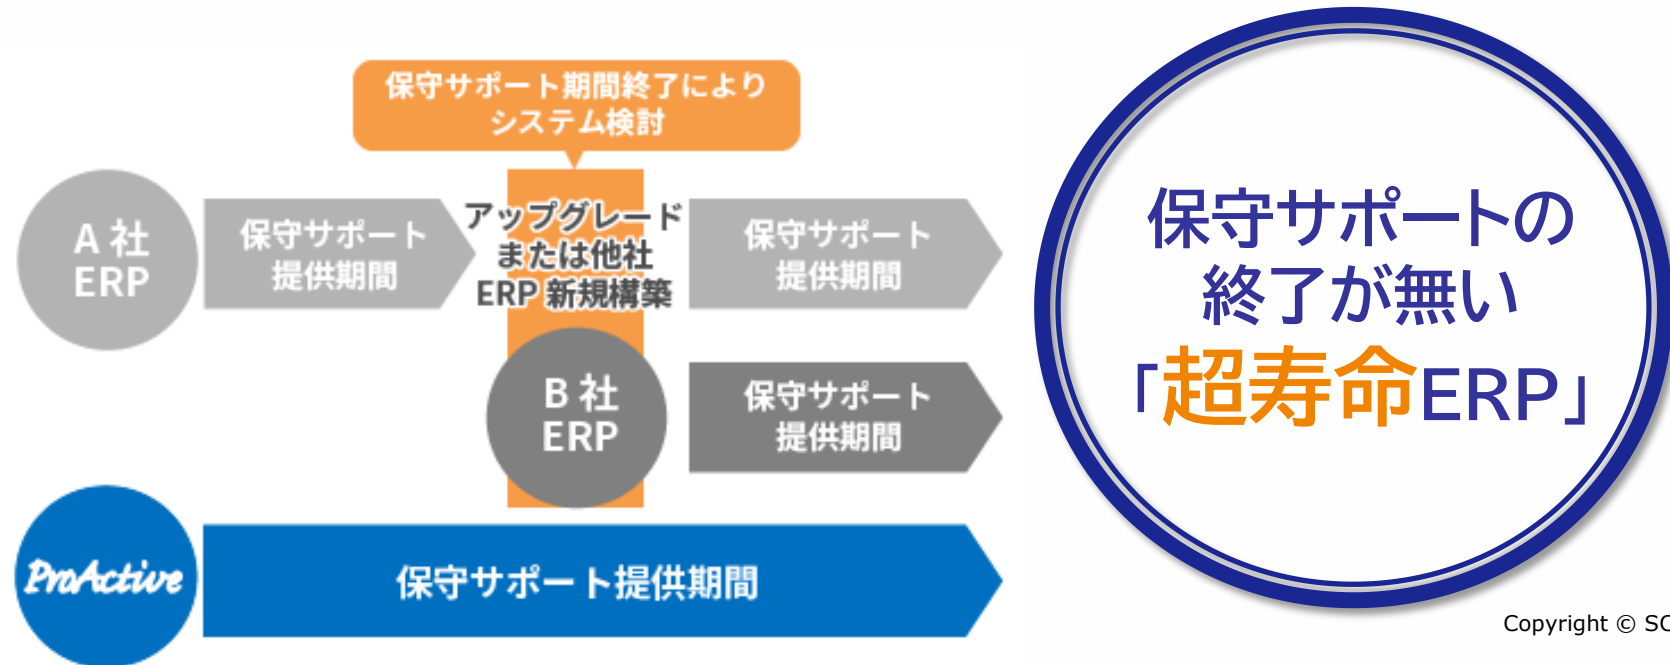 保守サポート期間終了により
システム検討
A 社
ERP
保守サポート
提供期間
アップグレード
または他社
ERP 新規構築
保守サポート
提供期間
B 社
ERP
保守サポート
提供期間
ProActive
保守サポート提供期間
保守サポートの
終了が無い
「超寿命ERP」
Copyright © SC